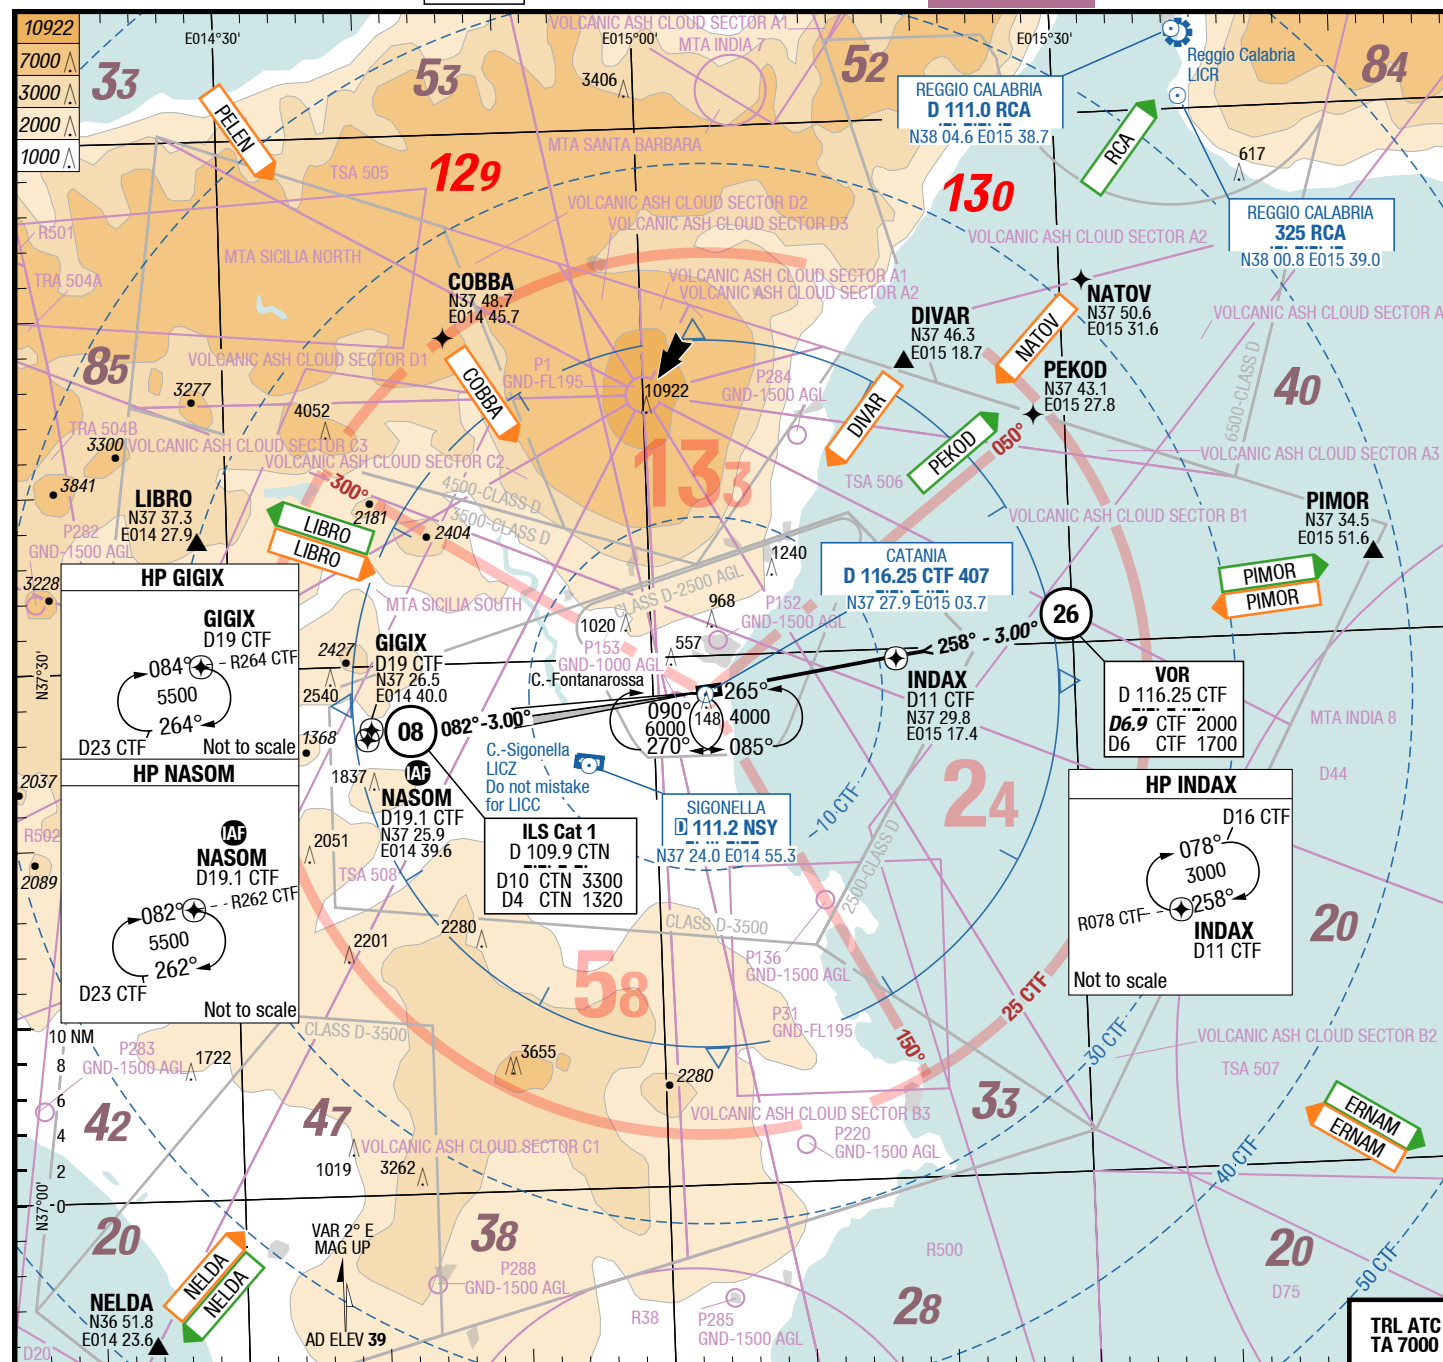 10922
7000
3000
2000
1000
E014°30'
E015°00'
E015°30'
33
53
52
84
VOLCANIC ASH CLOUD SECTOR A1
MTA INDIA 7
3406
Reggio Calabria
LICR
REGGIO CALABRIA
D 111.0 RCA
N38 04.6 E015 38.7
PELEN
RCA
MTA SANTA BARBARA
TSA 505
129
130
617
VOLCANIC ASH CLOUD SECTOR D2
VOLCANIC ASH CLOUD SECTOR D3
REGGIO CALABRIA
325 RCA
N38 00.8 E015 39.0
R501
MTA SICILIA NORTH
VOLCANIC ASH CLOUD SECTOR A2
TRA 504A
COBBA
N37 48.7
E014 45.7
VOLCANIC ASH CLOUD SECTOR A1
VOLCANIC ASH CLOUD SECTOR A2
NATOV
N37 50.6
E015 31.6
DIVAR
N37 46.3
E015 18.7
NATOV
VOLCANIC ASH CLOUD SECTOR A
85
VOLCANIC ASH CLOUD SECTOR D1
COBBA
P1
GND-FL195
10922
P284
GND-1500 AGL
PEKOD
N37 43.1
E015 27.8
6500-CLASS D
40
3277
4052
DIVAR
PEKOD
050°
TRA 504B
3300
VOLCANIC ASH CLOUD SECTOR C3
VOLCANIC ASH CLOUD SECTOR C2
133
VOLCANIC ASH CLOUD SECTOR A3
3841
LIBRO
N37 37.3
E014 27.9
300°
2181
4500-CLASS D
3500-CLASS D
TSA 506
VOLCANIC ASH CLOUD SECTOR B1
PIMOR
N37 34.5
E015 51.6
P282
GND-1500 AGL
LIBRO
LIBRO
2404
1240
CATANIA
D 116.25 CTF 407
N37 27.9 E015 03.7
PIMOR
PIMOR
3228
HP GIGIX
GIGIX
D19 CTF
R264 CTF
084°
5500
264°
D23 CTF
Not to scale
MTA SICILIA SOUTH
CLASS D-2500 AGL
1020
968
P152
GND-1500 AGL
557
P153
GND-1000 AGL
26
258° - 3.00°
N37°30'
2427
2540
GIGIX
D19 CTF
N37 26.5
E014 40.0
C.-Fontanarossa
INDAX
D11 CTF
N37 29.8
E015 17.4
VOR
D 116.25 CTF
D6.9 CTF 2000
D6 CTF 1700
08
082°-3.00°
090°
6000
270°
148
265°
4000
085°
MTA INDIA 8
1368
HP NASOM
IAF
NASOM
D19.1 CTF
R262 CTF
082°
5500
262°
D23 CTF
Not to scale
2037
1837
IAF
NASOM
D19.1 CTF
N37 25.9
E014 39.6
C.-Sigonella
LICZ
Do not mistake
for LICC
D44
HP INDAX
D16 CTF
078°
3000
258°
R078 CTF
INDAX
D11 CTF
Not to scale
10 CTF
24
SIGONELLA
D 111.2 NSY
N37 24.0 E014 55.3
ILS Cat 1
D 109.9 CTN
D10 CTN 3300
D4 CTN 1320
R502
2051
TSA 508
2089
2500-CLASS D
2280
2201
CLASS D-3500
P136
GND-1500 AGL
20
58
25 CTF
P31
GND-FL195
150°
30 CTF
VOLCANIC ASH CLOUD SECTOR B2
TSA 507
CLASS D-3500
10 NM
8
6
4
2
0
P283
GND-1500 AGL
1722
3655
2280
33
42
47
VOLCANIC ASH CLOUD SECTOR B3
P220
GND-1500 AGL
ERNAM
ERNAM
VOLCANIC ASH CLOUD SECTOR C1
1019
3262
40 CTF
N37°00'
20
38
VAR 2° E
MAG UP
R500
20
50 CTF
NELDA
NELDA
P288
GND-1500 AGL
D75
28
NELDA
N36 51.8
E014 23.6
R38
P285
GND-1500 AGL
AD ELEV 39
D20
TRL ATC
TA 7000